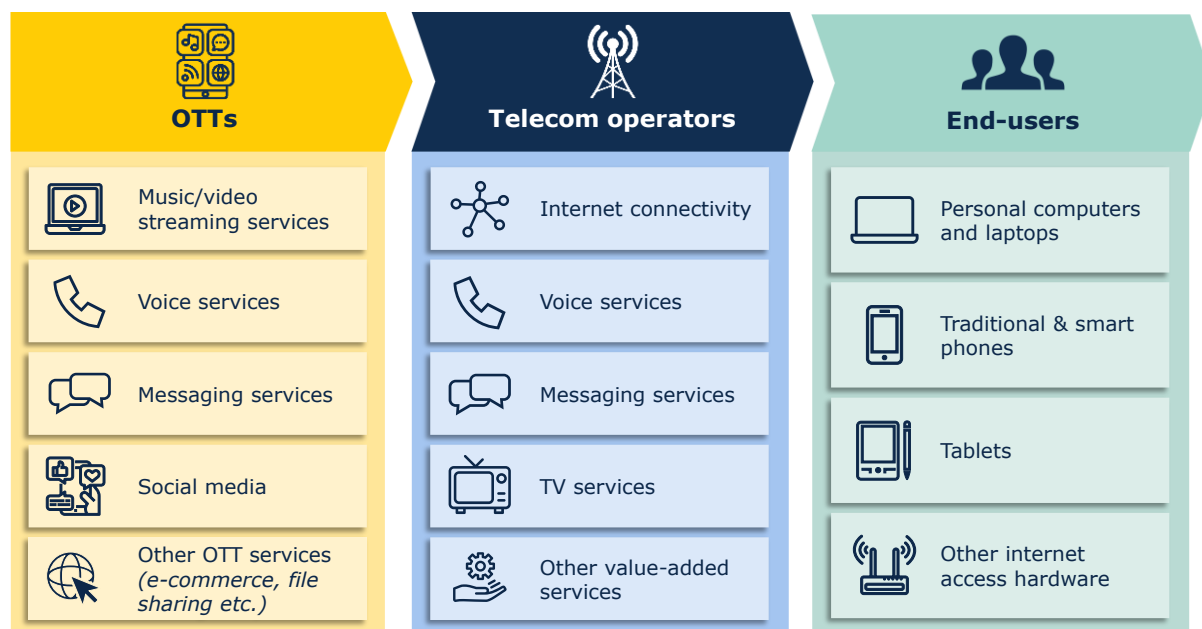 OTTs
Music/video
streaming services
Voice services
Messaging services
Social media
Other OTT services
(e-commerce, file
sharing etc.)
Telecom operators
Internet connectivity
Voice services
Messaging services
TV services
Other value-added
services
End-users
Personal computers
and laptops
Traditional & smart
phones
Tablets
Other internet
access hardware